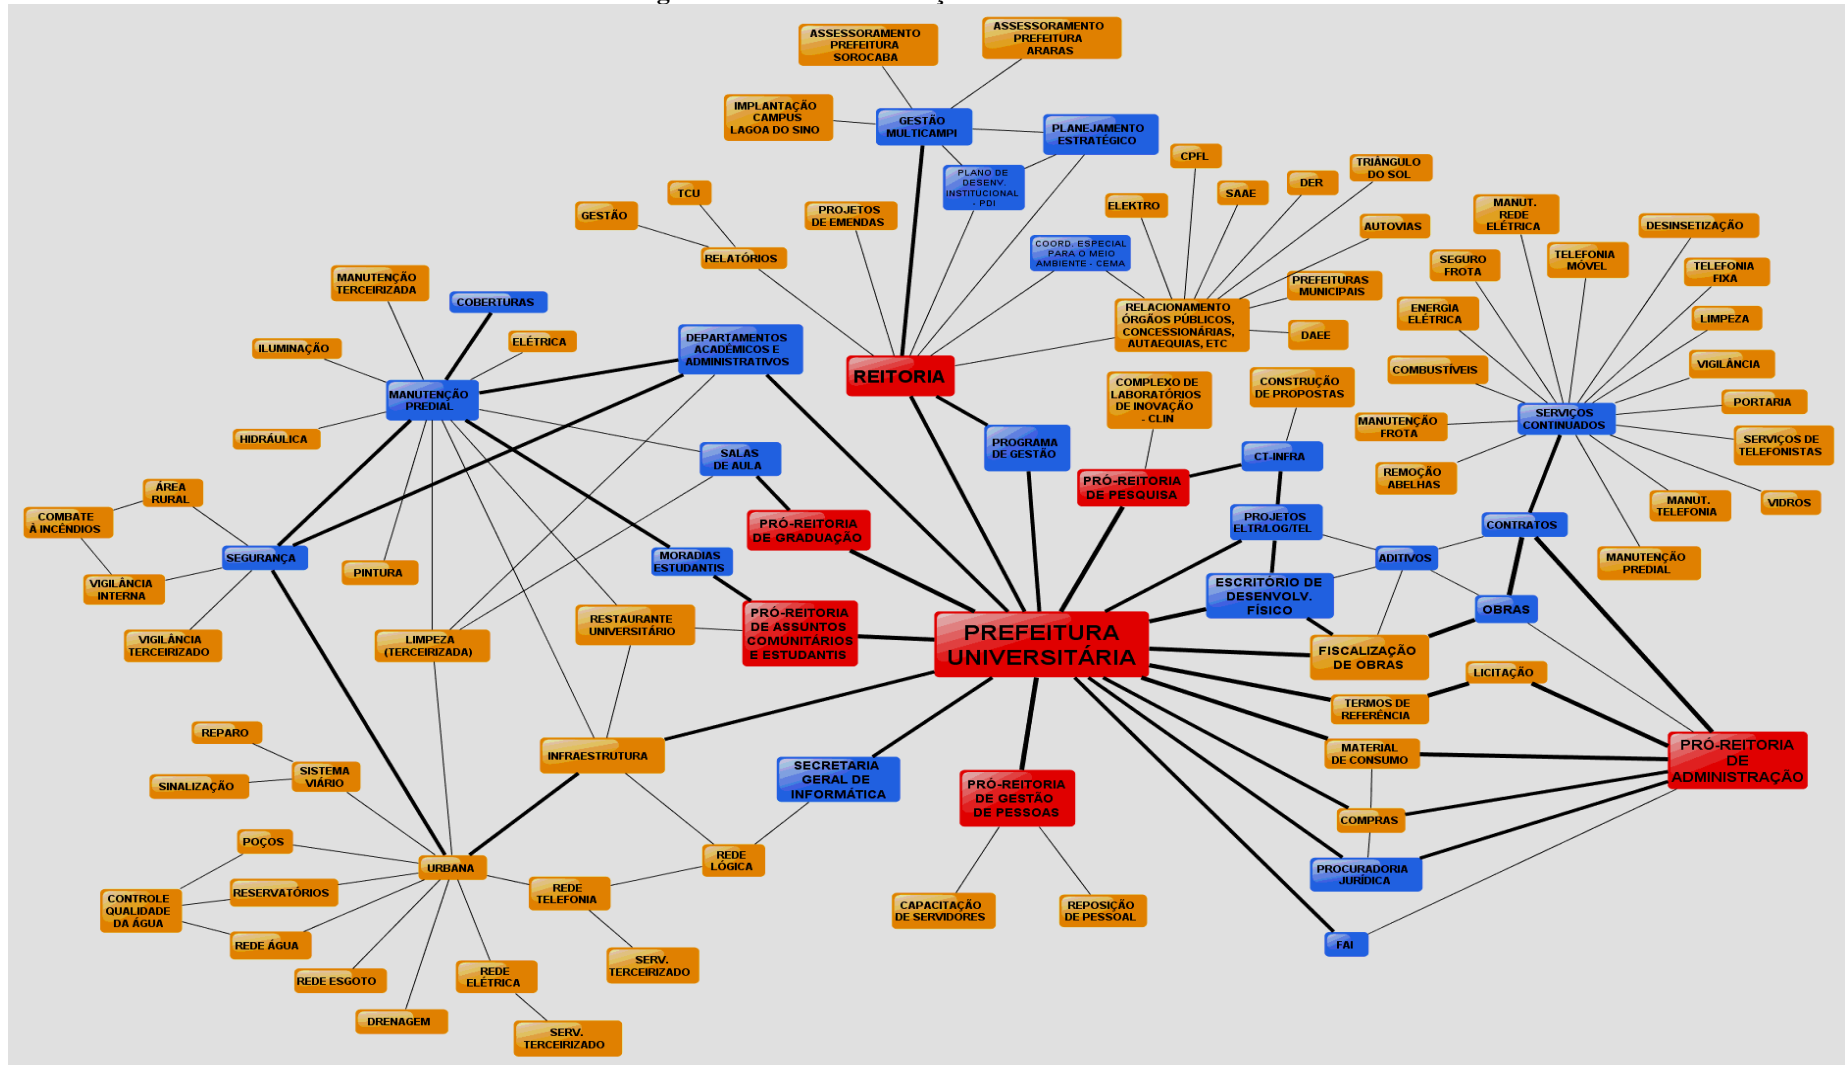 ASSESSORAMENTO
PREFEITURA
SOROCABA
ASSESSORAMENTO
PREFEITURA
ARARAS
IMPLANTAÇÃO
CAMPUS
LAGOA DO SINO
GESTÃO
MULTICAMPI
PLANEJAMENTO
ESTRATÉGICO
PLANO DE
DESENV.
INSTITUCIONAL
- PDI
CPFL
SAAE
DER
TRIÂNGULO
DO SOL
TCU
GESTÃO
PROJETOS
DE EMENDAS
RELATÓRIOS
ELEKTRO
COORD. ESPECIAL
PARA O MEIO
AMBIENTE - CEMA
AUTOVIAS
PREFEITURAS
MUNICIPAIS
RELACIONAMENTO
ÓRGÃOS PÚBLICOS,
CONCESSIONÁRIAS,
AUTAEQUIAS, ETC
DAEE
MANUT.
REDE
ELÉTRICA
DESINSETIZAÇÃO
SEGURO
FROTA
TELEFONIA
MÓVEL
TELEFONIA
FIXA
ENERGIA
ELÉTRICA
LIMPEZA
COMBUSTÍVEIS
VIGILÂNCIA
MANUTENÇÃO
FROTA
SERVIÇOS
CONTINUADOS
PORTARIA
SERVIÇOS DE
TELEFONISTAS
REMOÇÃO
ABELHAS
MANUT.
TELEFONIA
VIDROS
MANUTENÇÃO
PREDIAL
MANUTENÇÃO
TERCEIRIZADA
COBERTURAS
ILUMINAÇÃO
ELÉTRICA
DEPARTAMENTOS
ACADÊMICOS E
ADMINISTRATIVOS
MANUTENÇÃO
PREDIAL
HIDRÁULICA
SALAS
DE AULA
REITORIA
PROGRAMA
DE GESTÃO
COMPLEXO DE
LABORATÓRIOS
DE INOVAÇÃO
- CLIN
CONSTRUÇÃO
DE PROPOSTAS
PRÓ-REITORIA
DE PESQUISA
CT-INFRA
PROJETOS
ELTR/LOG/TEL
CONTRATOS
ADITIVOS
ESCRITÓRIO DE
DESENVOLV.
FÍSICO
OBRAS
ÁREA
RURAL
COMBATE
À INCÊNDIOS
SEGURANÇA
VIGILÂNCIA
INTERNA
VIGILÂNCIA
TERCEIRIZADO
PINTURA
PRÓ-REITORIA
DE GRADUAÇÃO
MORADIAS
ESTUDANTIS
LIMPEZA
(TERCEIRIZADA)
RESTAURANTE
UNIVERSITÁRIO
PRÓ-REITORIA
DE ASSUNTOS
COMUNITÁRIOS
E ESTUDANTIS
PREFEITURA
UNIVERSITÁRIA
FISCALIZAÇÃO
DE OBRAS
LICITAÇÃO
TERMOS DE
REFERÊNCIA
MATERIAL
DE CONSUMO
PRÓ-REITORIA
DE
ADMINISTRAÇÃO
COMPRAS
PROCURADORIA
JURÍDICA
FAI
REPARO
SINALIZAÇÃO
SISTEMA
VIÁRIO
INFRAESTRUTURA
SECRETARIA
GERAL DE
INFORMÁTICA
PRÓ-REITORIA
DE GESTÃO
DE PESSOAS
CAPACITAÇÃO
DE SERVIDORES
REPOSIÇÃO
DE PESSOAL
POÇOS
URBANA
REDE
LÓGICA
RESERVATÓRIOS
REDE
TELEFONIA
CONTROLE
QUALIDADE
DA ÁGUA
REDE ÁGUA
REDE ESGOTO
REDE
ELÉTRICA
SERV.
TERCEIRIZADO
DRENAGEM
SERV.
TERCEIRIZADO